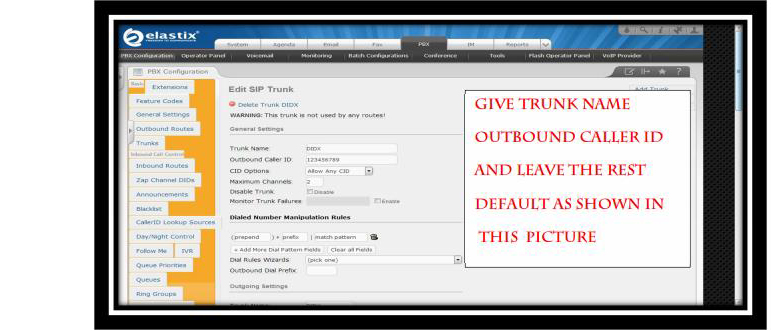 elastix
System Agenda Email Fax PBX IM Reports
PBX Configuration Operator Panel Voicemail Monitoring Batch Configurations Conference Tools Flash Operator Panel VoIP Provider
PBX Configuration
Basic
Extensions
Feature Codes
General Settings
Outbound Routes
Trunks
Inbound Call Control
Inbound Routes
Zap Channel DIDs
Announcements
Blacklist
CallerID Lookup Sources
Day/Night Control
Follow Me IVR
Queue Priorities
Queues
Ring Groups
Edit SIP Trunk
Add Trunk
Delete Trunk DIDX
WARNING: This trunk is not used by any routes!
General Settings
Trunk Name: DIDX
Outbound Caller ID: 123456789
CID Options: Allow Any CID
Maximum Channels: 2
Disable Trunk: Disable
Monitor Trunk Failures: Enable
Dialed Number Manipulation Rules
(prepend ) + prefix | match pattern
+ Add More Dial Pattern Fields Clear all Fields
Dial Rules Wizards: (pick one)
Outbound Dial Prefix:
Outgoing Settings
GIVE TRUNK NAME
OUTBOUND CALLER ID
AND LEAVE THE REST
DEFAULT AS SHOWN IN
THIS PICTURE